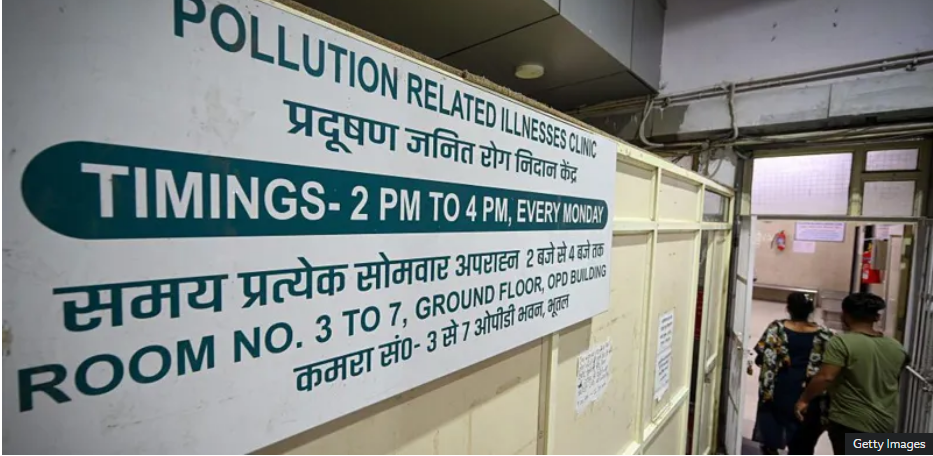 POLLUTION RELATED ILLNESSES CLINIC
प्रदूषण जनित रोग निदान केंद्र
TIMINGS- 2 PM TO 4 PM, EVERY MONDAY
समय प्रत्येक सोमवार अपराह्न 2 बजे से 4 बजे तक
ROOM NO. 3 TO 7, GROUND FLOOR, OPD BUILDING
कमरा सं0- 3 से 7 ओपीडी भवन, भूतल
Getty Images